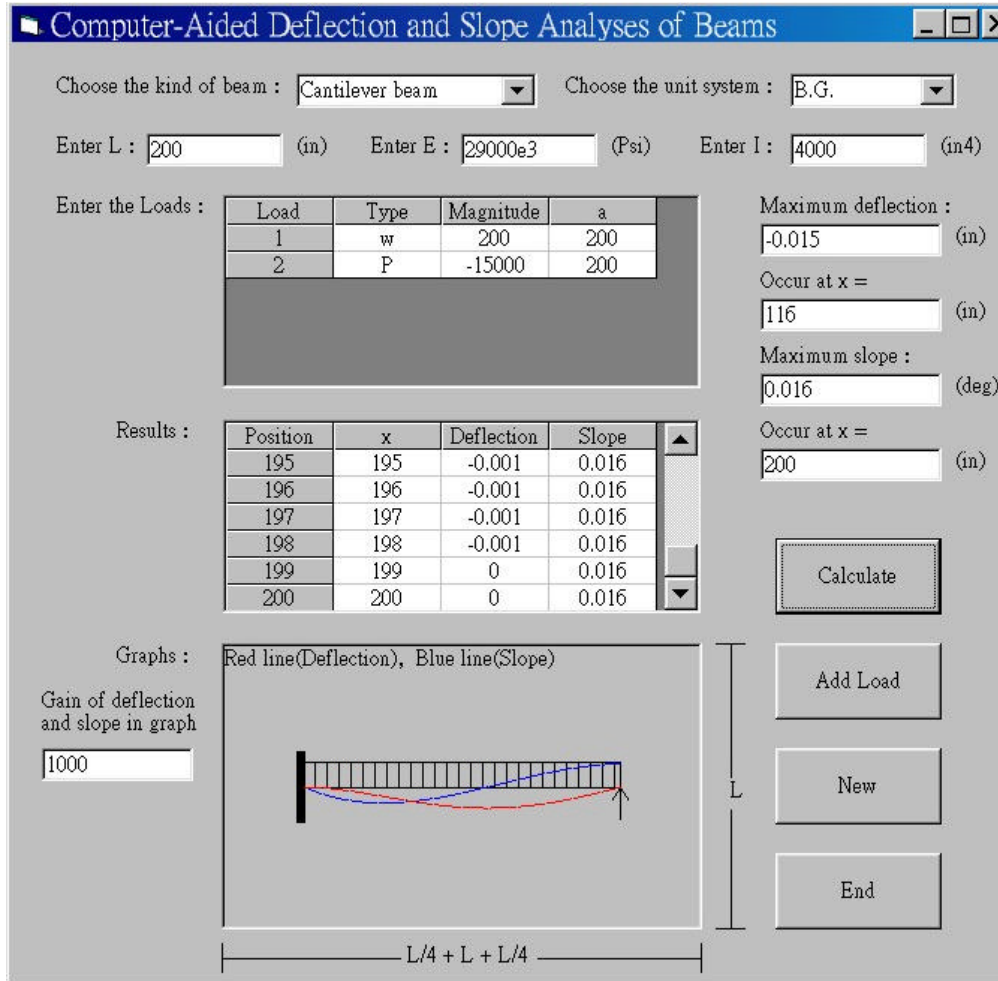 Computer-Aided Deflection and Slope Analyses of Beams
Choose the kind of beam : Cantilever beam Choose the unit system : B.G.
Enter L : 200 (in) Enter E : 29000e3 (Psi) Enter I : 4000 (in4)
Enter the Loads :
Load Type Magnitude a
1 w 200 200
2 P -15000 200
Maximum deflection :
-0.015 (in)
Occur at x =
116 (in)
Maximum slope :
0.016 (deg)
Occur at x =
200 (in)
Results :
Position x Deflection Slope
195 195 -0.001 0.016
196 196 -0.001 0.016
197 197 -0.001 0.016
198 198 -0.001 0.016
199 199 0 0.016
200 200 0 0.016
Calculate
Graphs :
Red line(Deflection), Blue line(Slope)
Gain of deflection
and slope in graph
1000
L
L/4 + L + L/4
Add Load
New
End